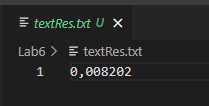 textRes.txt U ×
Lab6 > textRes.txt
1 0,008202